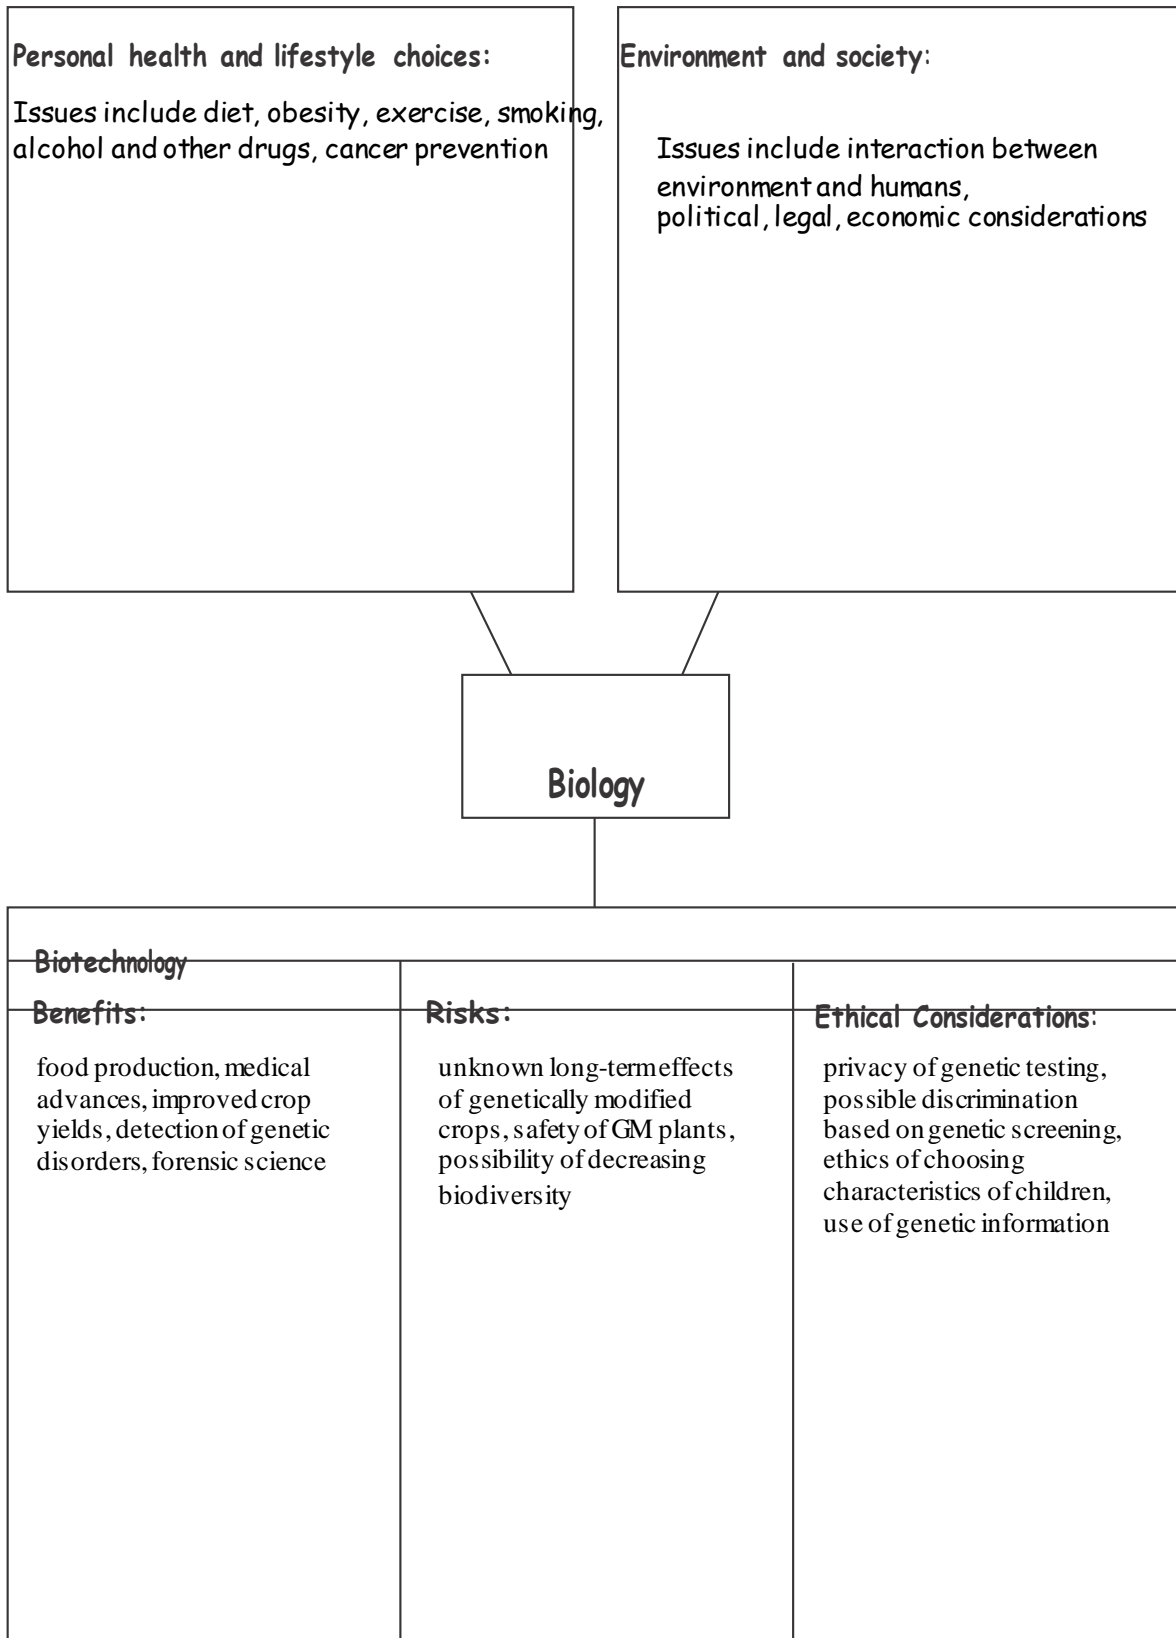 Personal health and lifestyle choices:
Issues include diet, obesity, exercise, smoking,
alcohol and other drugs, cancer prevention
Environment and society:
Issues include interaction between
environment and humans,
political, legal, economic considerations
Biology
Biotechnology
Benefits:
food production, medical
advances, improved crop
yields, detection of genetic
disorders, forensic science
Risks:
unknown long-term effects
of genetically modified
crops, safety of GM plants,
possibility of decreasing
biodiversity
Ethical Considerations:
privacy of genetic testing,
possible discrimination
based on genetic screening,
ethics of choosing
characteristics of children,
use of genetic information